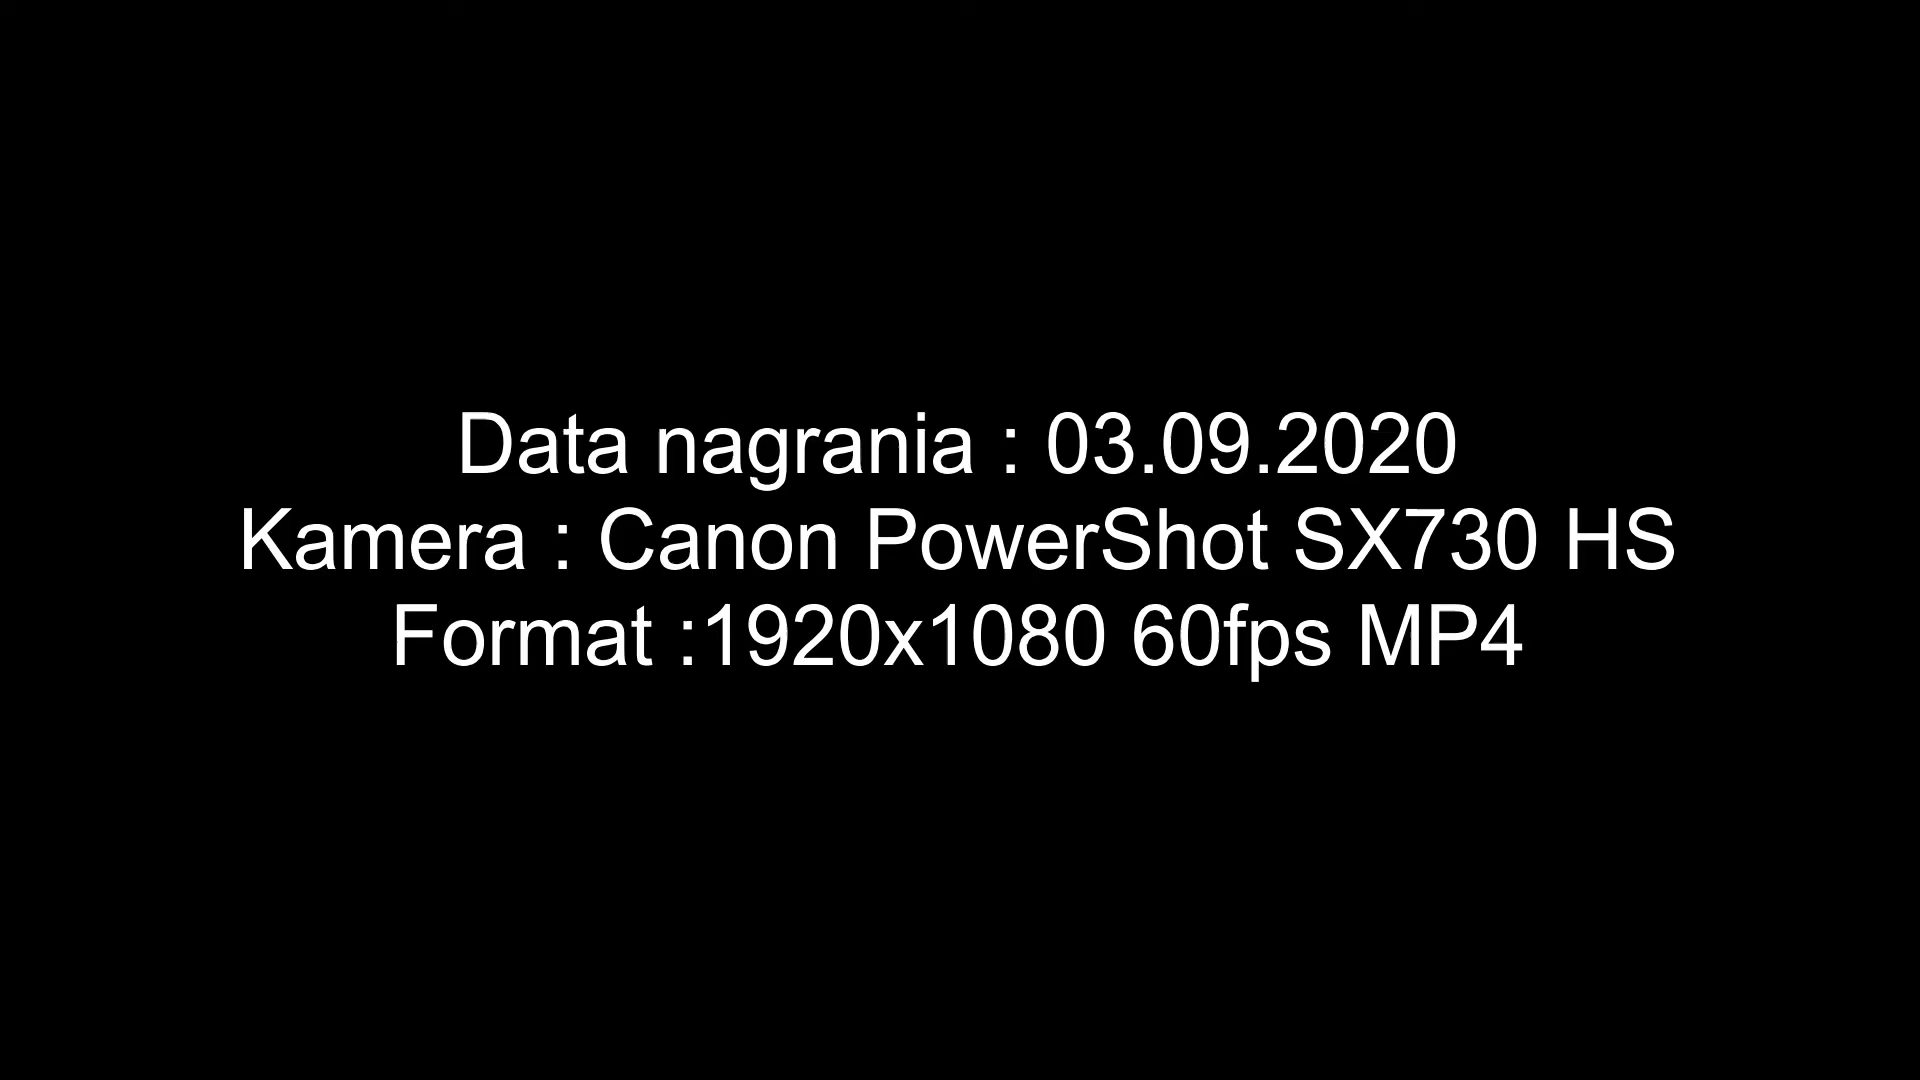 Data nagrania : 03.09.2020
Kamera : Canon PowerShot SX730 HS
Format :1920x1080 60fps MP4